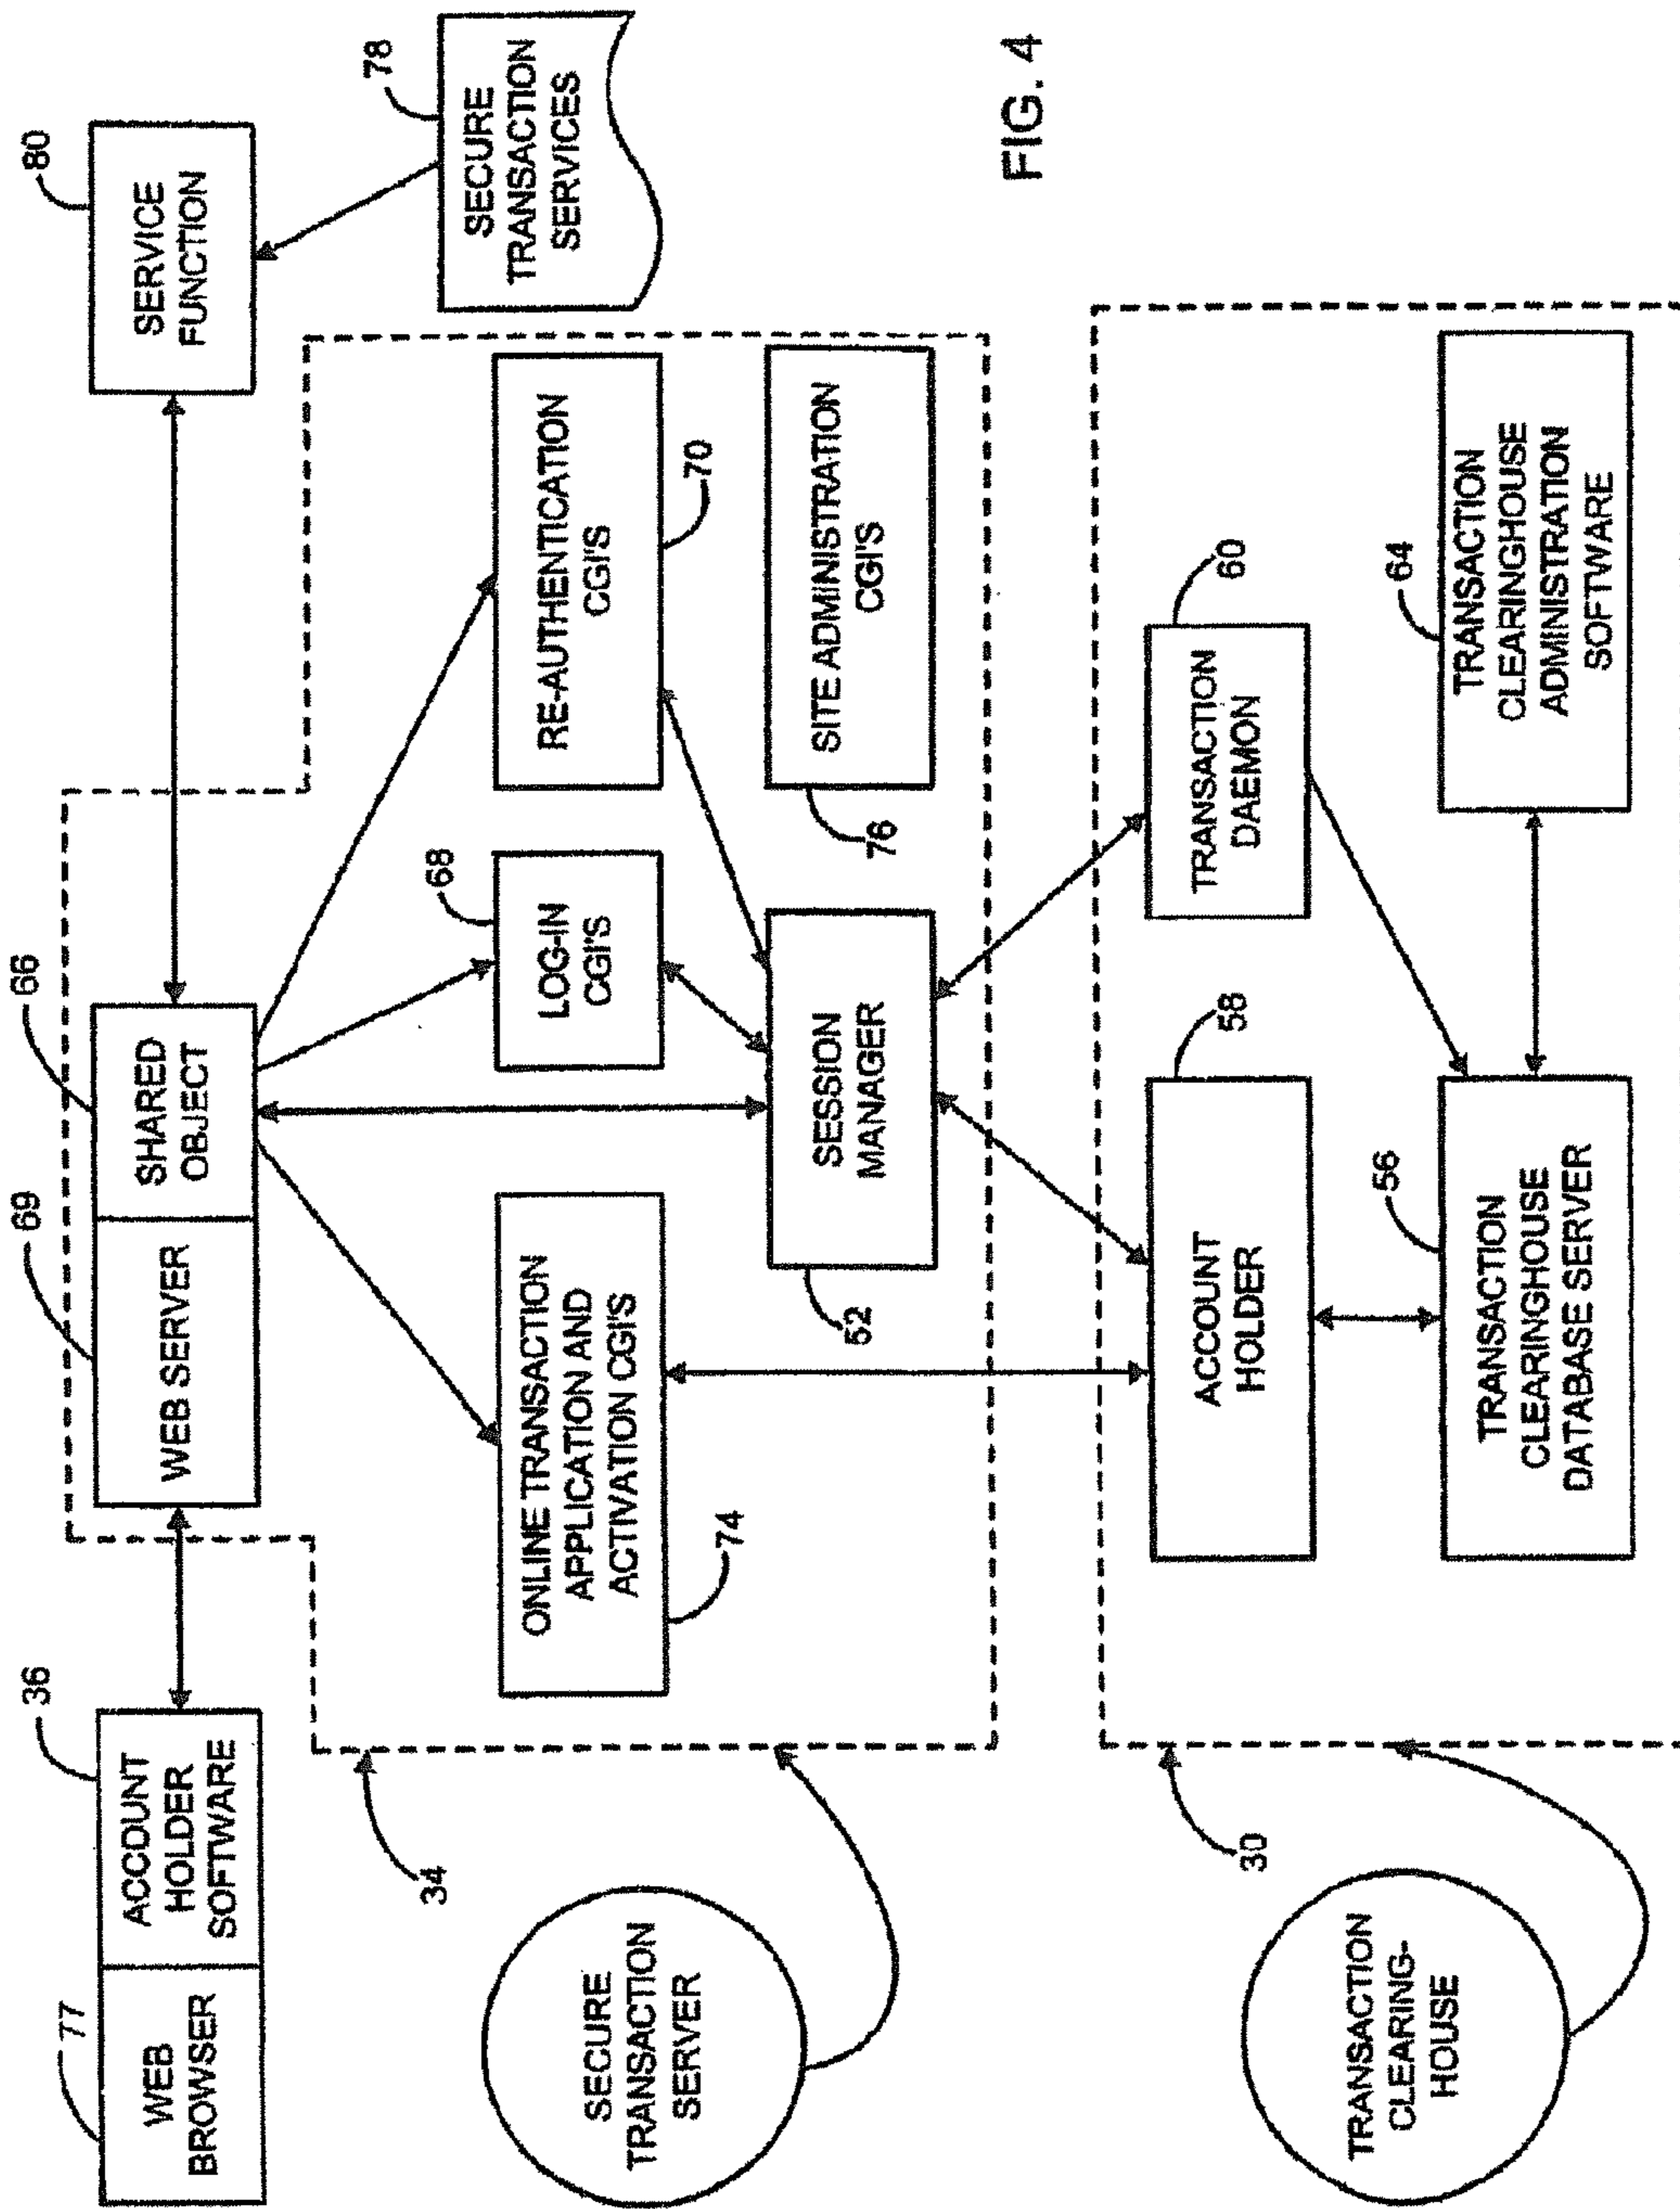 77
WEB
BROWSER
36
ACCOUNT
HOLDER
SOFTWARE
69
WEB SERVER
66
SHARED
OBJECT
80
SERVICE
FUNCTION
78
SECURE
TRANSACTION
SERVICES
34
SECURE
TRANSACTION
SERVER
ONLINE TRANSACTION
APPLICATION AND
ACTIVATION CGI'S
74
68
LOG-IN
CGI'S
RE-AUTHENTICATION
CGI'S
70
52
SESSION
MANAGER
76
SITE ADMINISTRATION
CGI'S
FIG. 4
30
TRANSACTION
CLEARING-
HOUSE
58
ACCOUNT
HOLDER
60
TRANSACTION
DAEMON
56
TRANSACTION
CLEARINGHOUSE
DATABASE SERVER
64
TRANSACTION
CLEARINGHOUSE
ADMINISTRATION
SOFTWARE